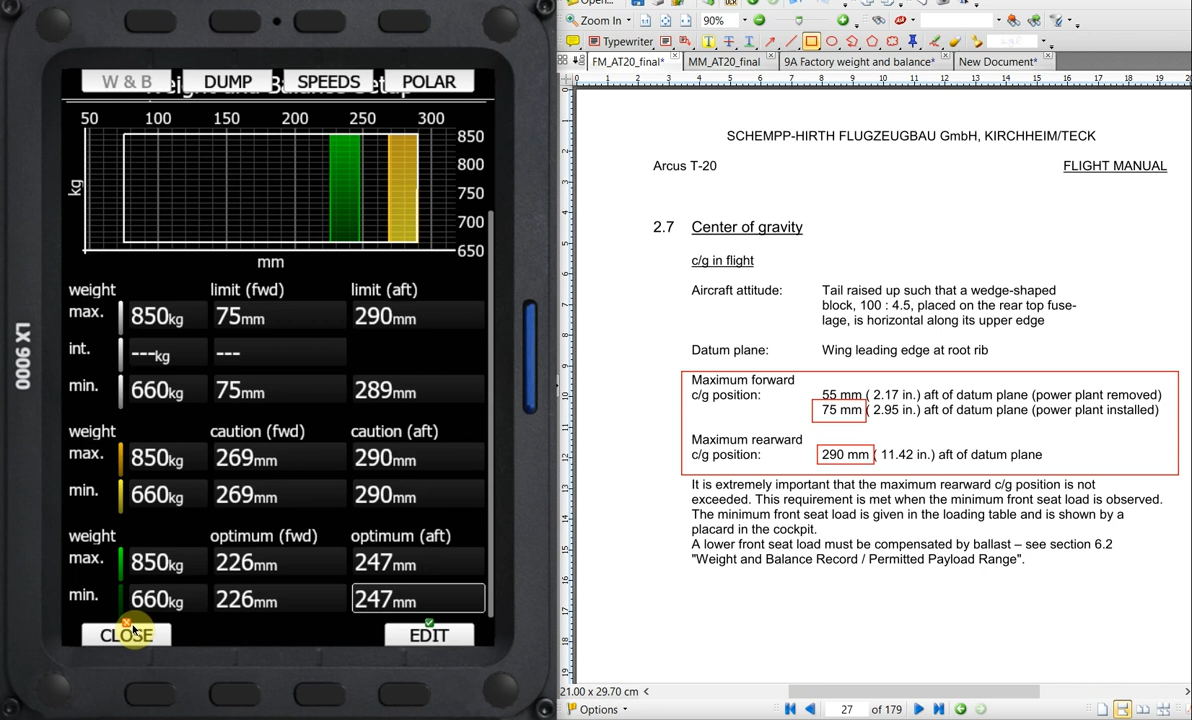 W & B DUMP SPEEDS POLAR
Weight and Balance Setup
50 100 150 200 250 300
850
800
750
700
650
kg
mm
weight limit (fwd) limit (aft)
max. 850kg 75mm 290mm
int. ---kg ---
min. 660kg 75mm 289mm
weight caution (fwd) caution (aft)
max. 850kg 269mm 290mm
min. 660kg 269mm 290mm
weight optimum (fwd) optimum (aft)
max. 850kg 226mm 247mm
min. 660kg 226mm 247mm
CLOSE EDIT
LX 9000
Zoom In 90%
Typewriter
FM_AT20_final* MM_AT20_final 9A Factory weight and balance* New Document*
SCHEMPP-HIRTH FLUGZEUGBAU GmbH, KIRCHHEIM/TECK
Arcus T-20 FLIGHT MANUAL
2.7 Center of gravity
c/g in flight
Aircraft attitude: Tail raised up such that a wedge-shaped
block, 100 : 4.5, placed on the rear top fuse-
lage, is horizontal along its upper edge
Datum plane: Wing leading edge at root rib
Maximum forward
c/g position: 55 mm ( 2.17 in.) aft of datum plane (power plant removed)
75 mm ( 2.95 in.) aft of datum plane (power plant installed)
Maximum rearward
c/g position: 290 mm ( 11.42 in.) aft of datum plane
It is extremely important that the maximum rearward c/g position is not
exceeded. This requirement is met when the minimum front seat load is observed.
The minimum front seat load is given in the loading table and is shown by a
placard in the cockpit.
A lower front seat load must be compensated by ballast – see section 6.2
"Weight and Balance Record / Permitted Payload Range".
21.00 x 29.70 cm
Options 27 of 179